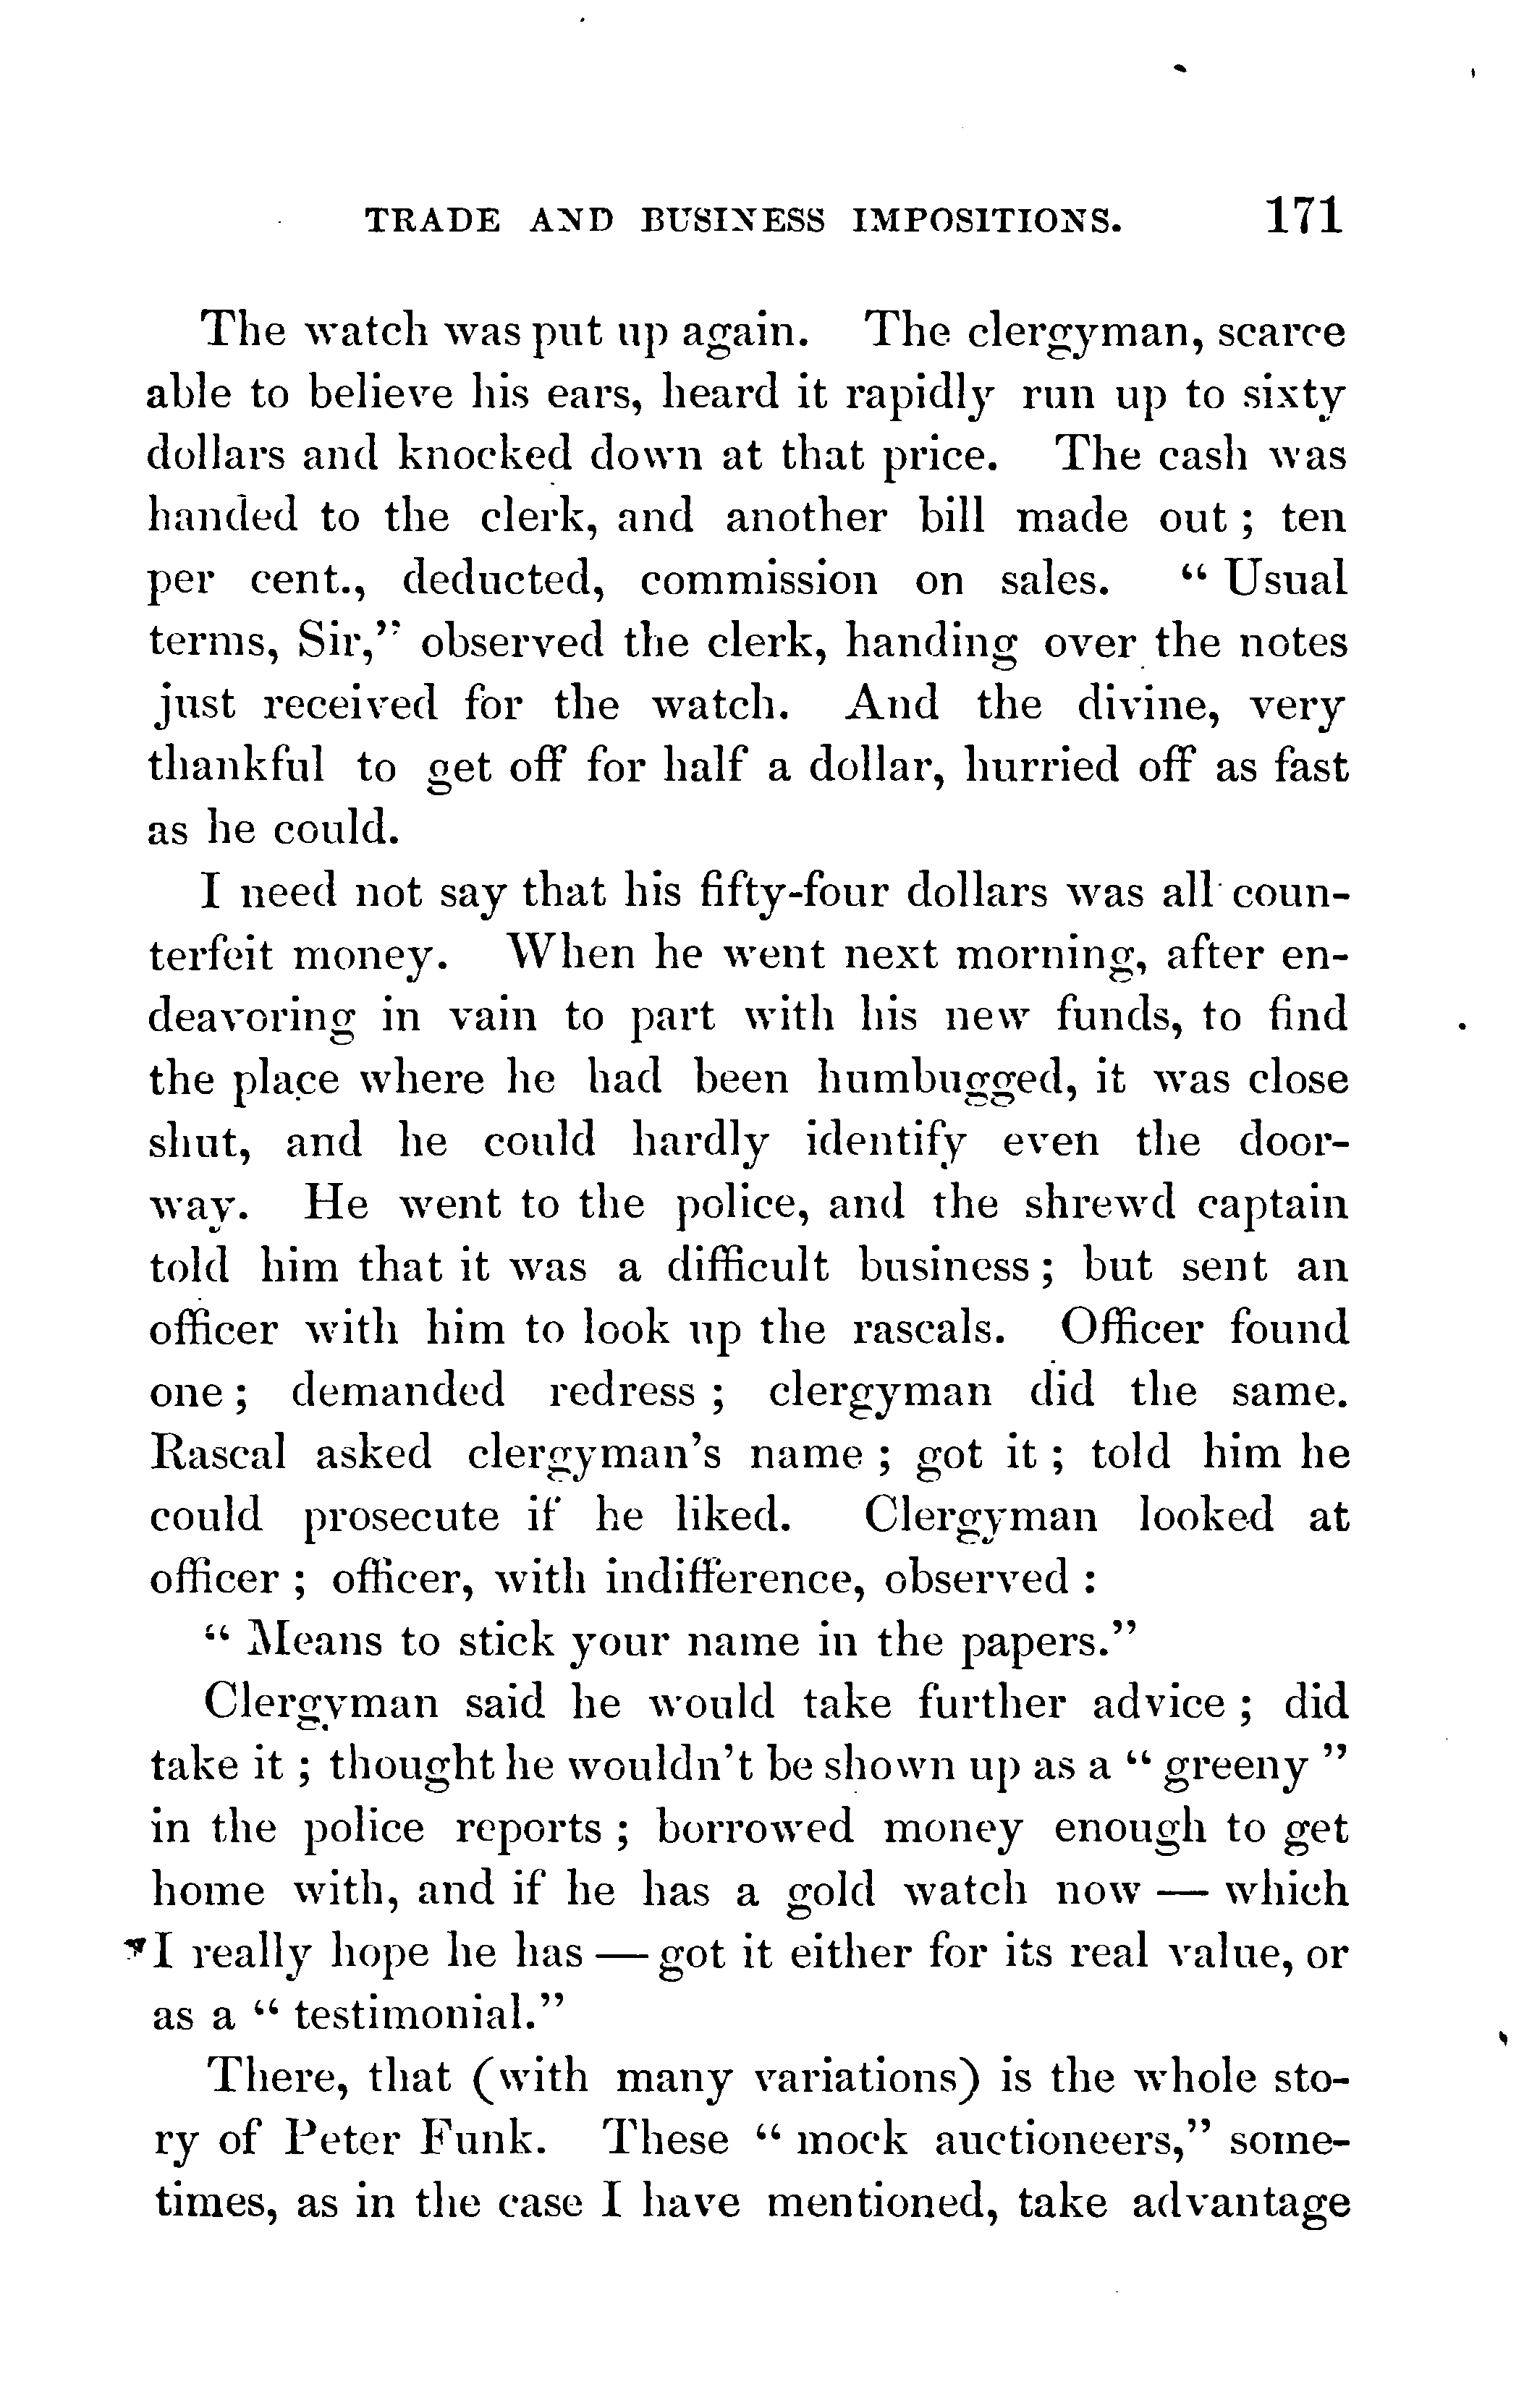 TRADE AND BUSINESS IMPOSITIONS. 171
The watch was put up again. The clergyman, scarce
able to believe his ears, heard it rapidly run up to sixty
dollars and knocked down at that price. The cash was
handed to the clerk, and another bill made out ; ten
per cent., deducted, commission on sales. “ Usual
terms, Sir,” observed the clerk, handing over the notes
just received for the watch. And the divine, very
thankful to get off for half a dollar, hurried off as fast
as he could.
I need not say that his fifty-four dollars was all coun-
terfeit money. When he went next morning, after en-
deavoring in vain to part with his new funds, to find
the place where he had been humbugged, it was close
shut, and he could hardly identify even the door-
way. He went to the police, and the shrewd captain
told him that it was a difficult business ; but sent an
officer with him to look up the rascals. Officer found
one ; demanded redress ; clergyman did the same.
Rascal asked clergyman’s name ; got it ; told him he
could prosecute if he liked. Clergyman looked at
officer ; officer, with indifference, observed :
“ Means to stick your name in the papers.”
Clergyman said he would take further advice ; did
take it ; thought he wouldn’t be shown up as a “ greeny ”
in the police reports ; borrowed money enough to get
home with, and if he has a gold watch now — which
I really hope he has — got it either for its real value, or
as a “ testimonial.”
There, that (with many variations) is the whole sto-
ry of Peter Funk. These “ mock auctioneers,” some-
times, as in the case I have mentioned, take advantage